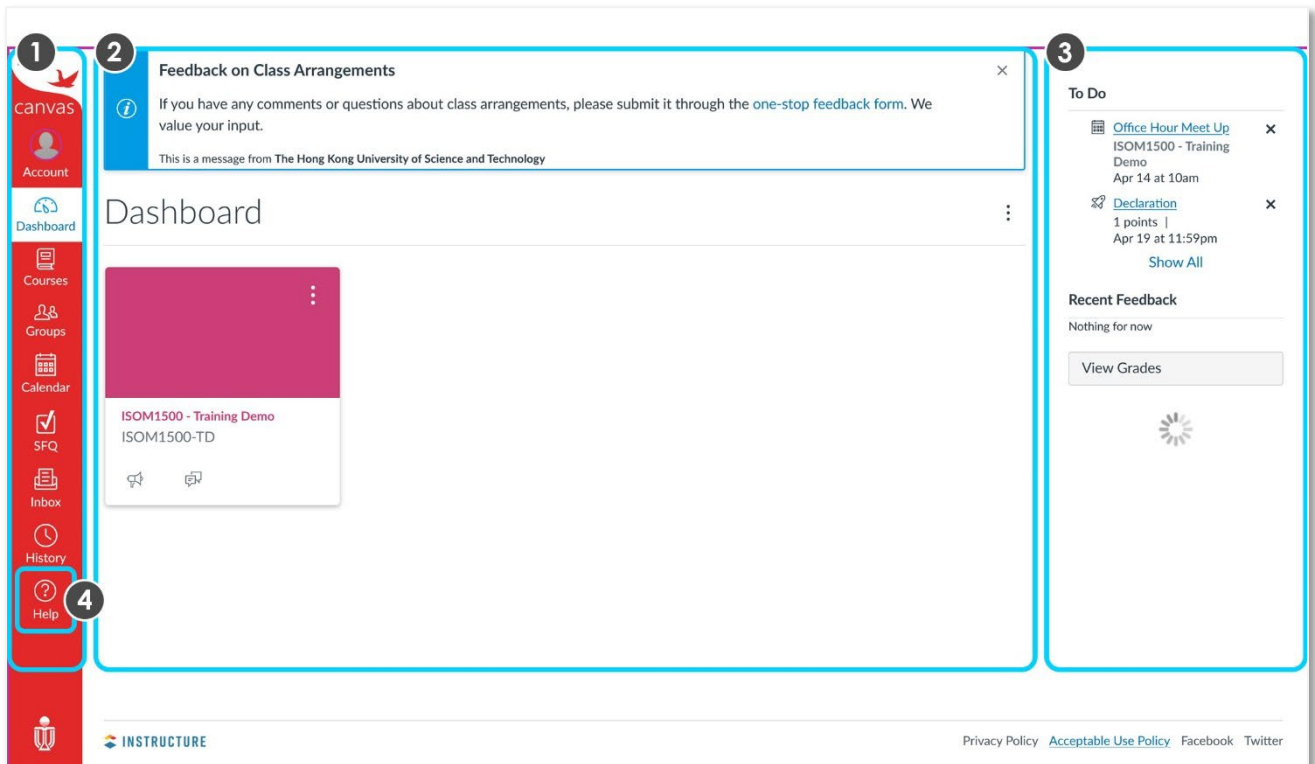 1
canvas
Account
Dashboard
Courses
Groups
Calendar
SFQ
Inbox
History
Help
4
2
Feedback on Class Arrangements
If you have any comments or questions about class arrangements, please submit it through the one-stop feedback form. We
value your input.
This is a message from The Hong Kong University of Science and Technology
Dashboard
ISOM1500 - Training Demo
ISOM1500-TD
3
To Do
Office Hour Meet Up
ISOM1500 - Training
Demo
Apr 14 at 10am
Declaration
1 points |
Apr 19 at 11:59pm
Show All
Recent Feedback
Nothing for now
View Grades
INSTRUCTURE
Privacy Policy Acceptable Use Policy Facebook Twitter